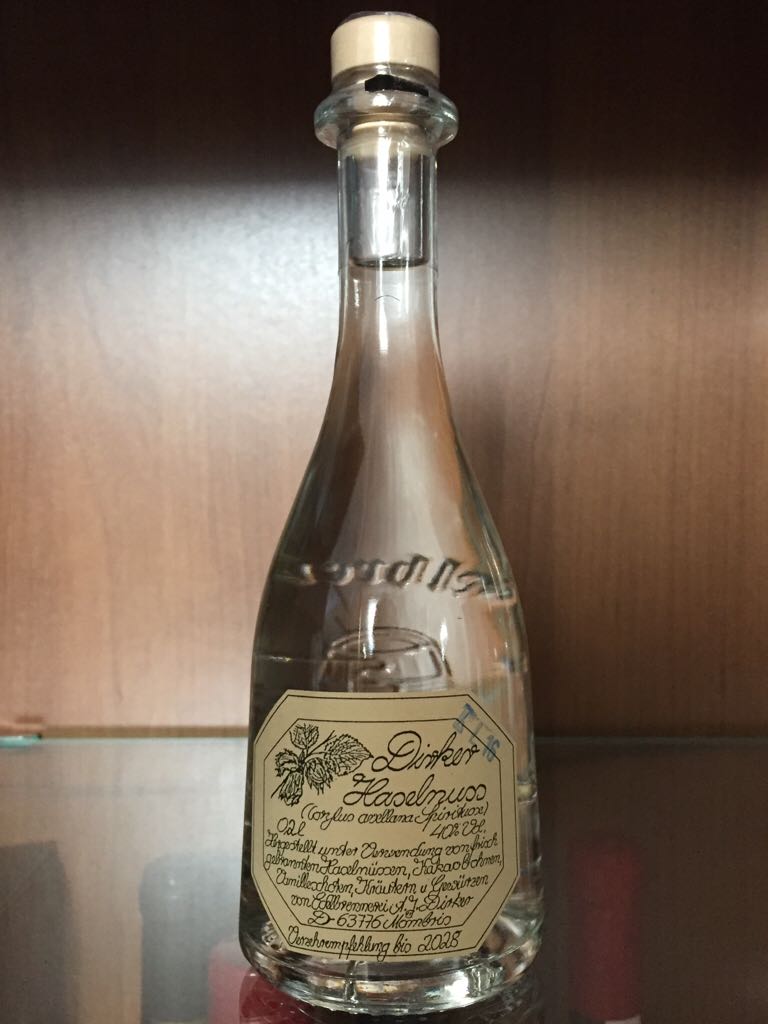 Dirker
I/16
Haselnuss
(Corylus avellana Spirituose)
0,2l 40% Vol.
Hergestellt unter Verwendung von frisch
gebrannten Haselnüssen, Kakaobohnen,
Vanilleschoten, Kräutern u Gewürzen
von Edelbrennerei A.J. Dirker
D-63776 Mömbris
Verzehrempfehlung bis 2028